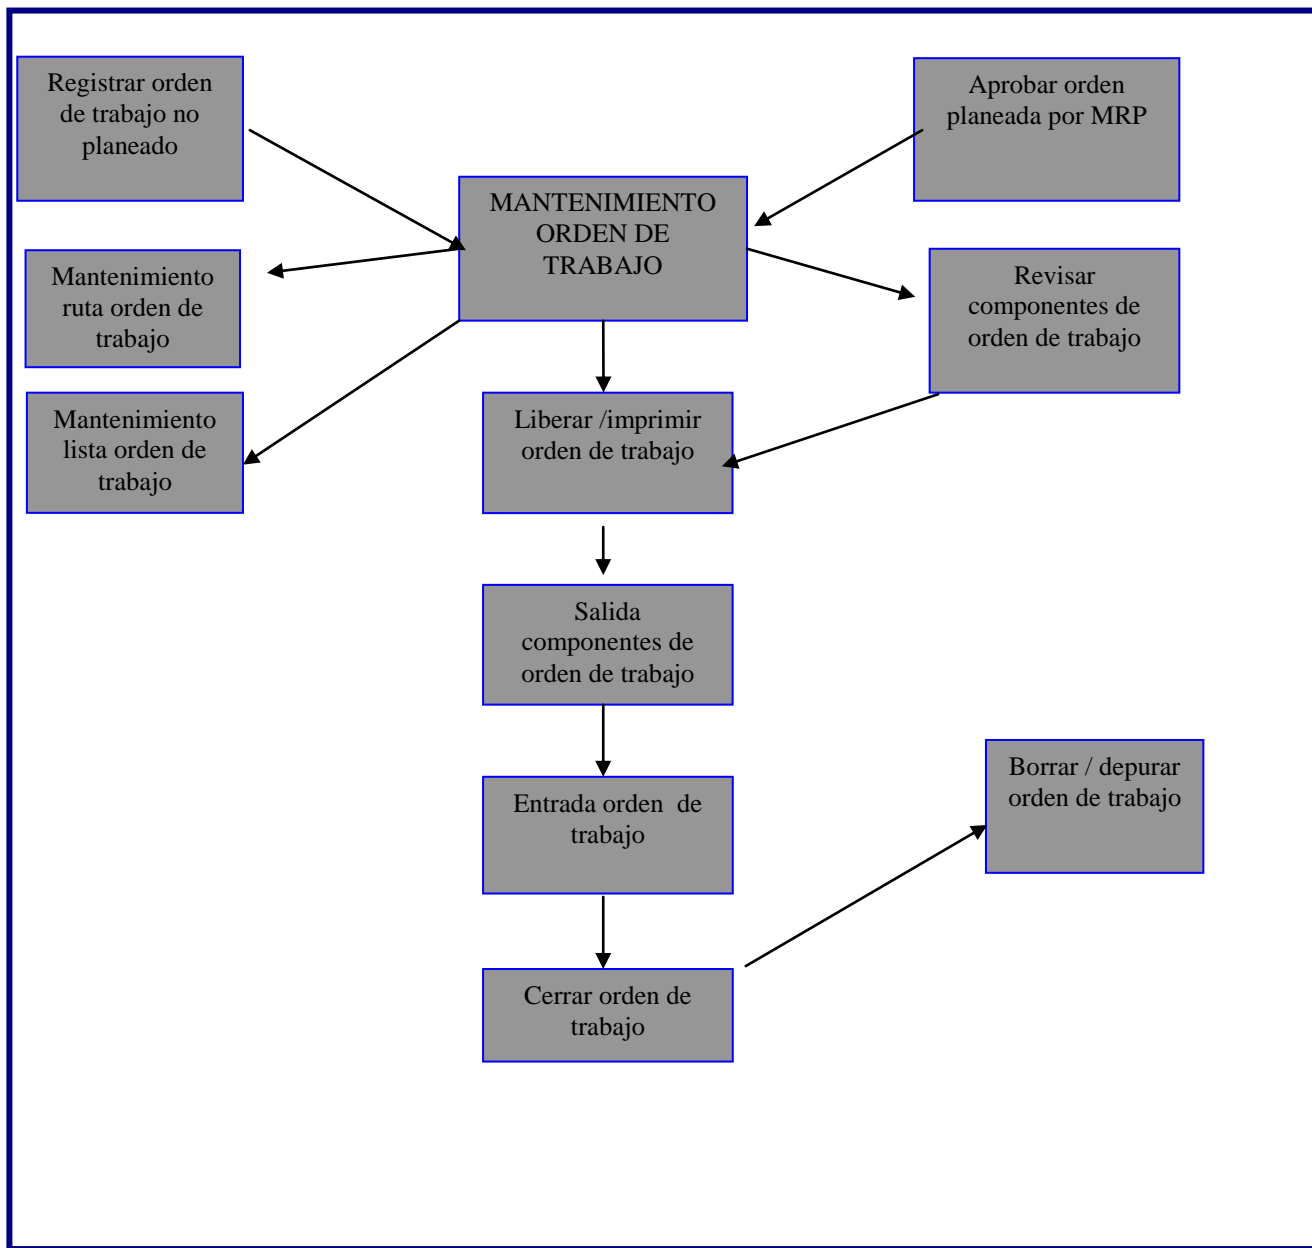 Registrar orden
de trabajo no
planeado
Aprobar orden
planeada por MRP
MANTENIMIENTO
ORDEN DE
TRABAJO
Mantenimiento
ruta orden de
trabajo
Revisar
componentes de
orden de trabajo
Mantenimiento
lista orden de
trabajo
Liberar /imprimir
orden de trabajo
Salida
componentes de
orden de trabajo
Entrada orden  de
trabajo
Borrar / depurar
orden de trabajo
Cerrar orden de
trabajo